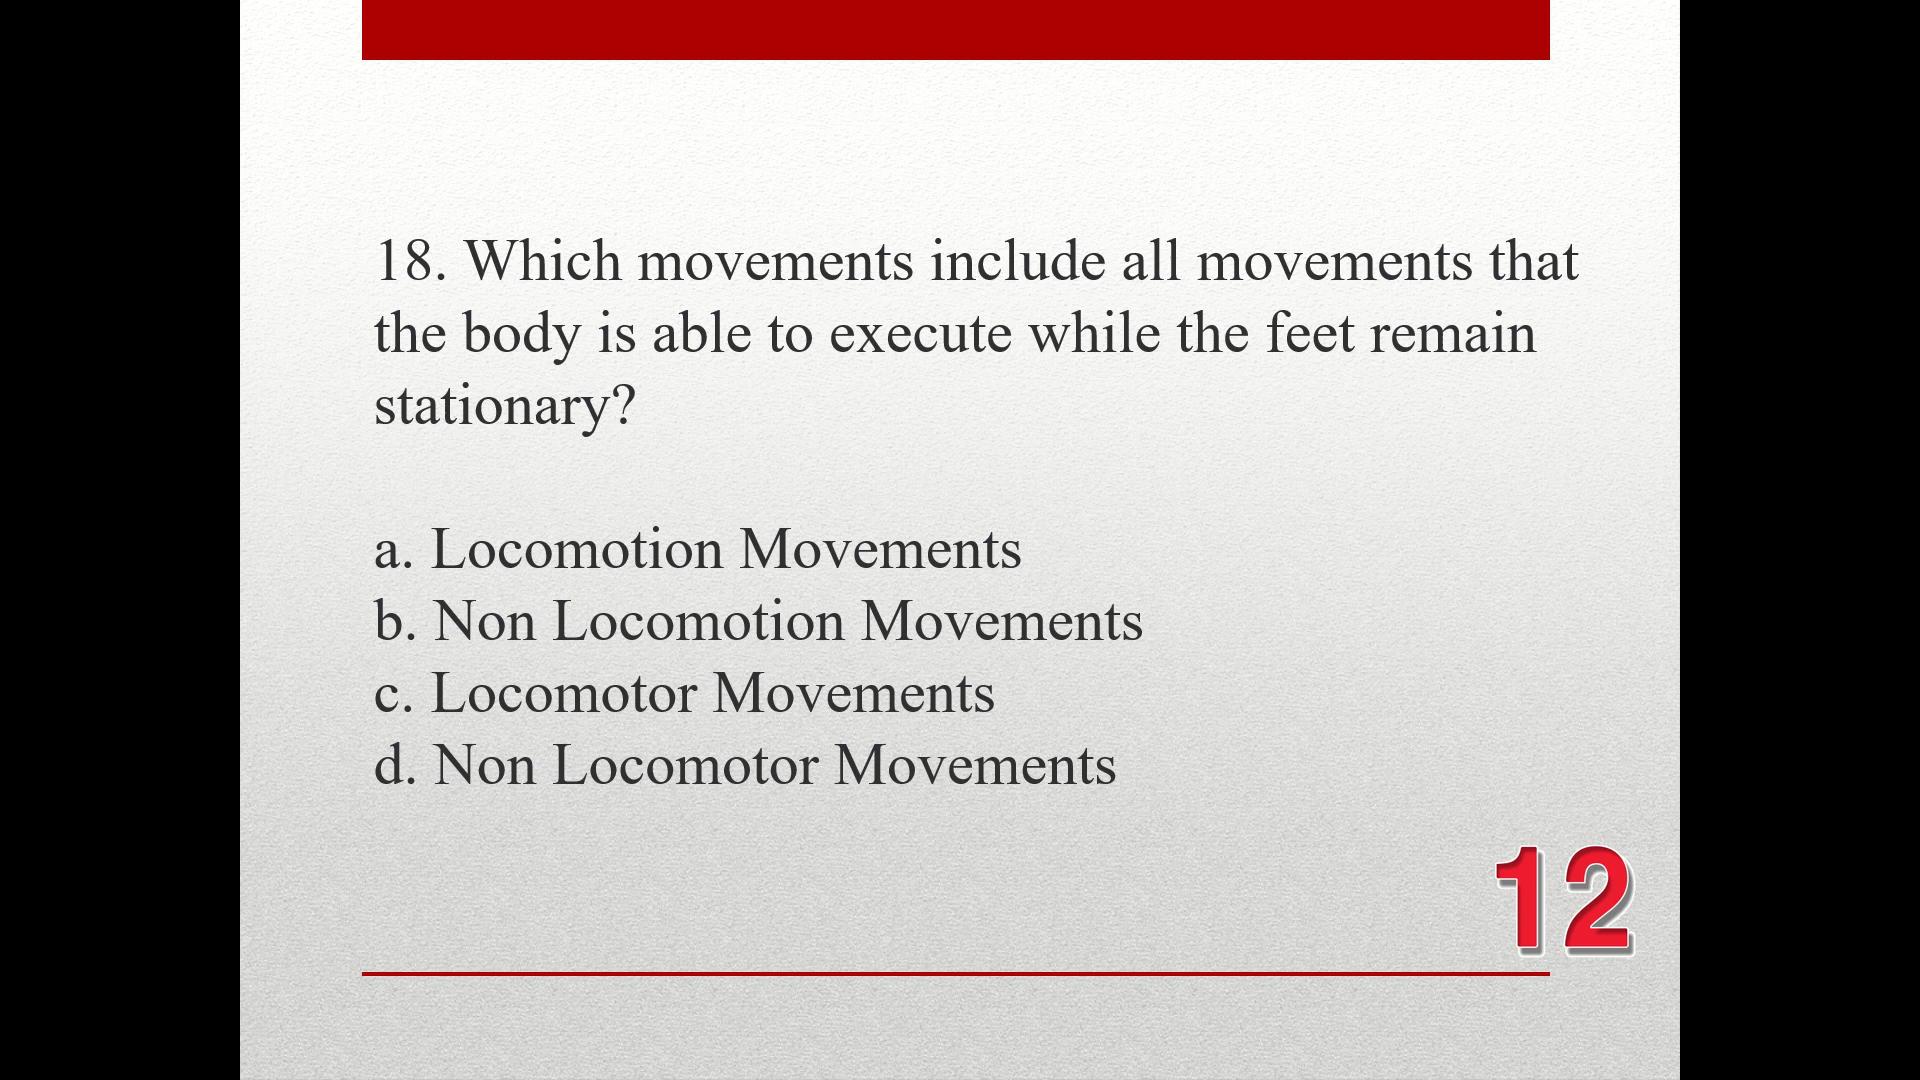 18. Which movements include all movements that
the body is able to execute while the feet remain
stationary?
a. Locomotion Movements
b. Non Locomotion Movements
c. Locomotor Movements
d. Non Locomotor Movements
12